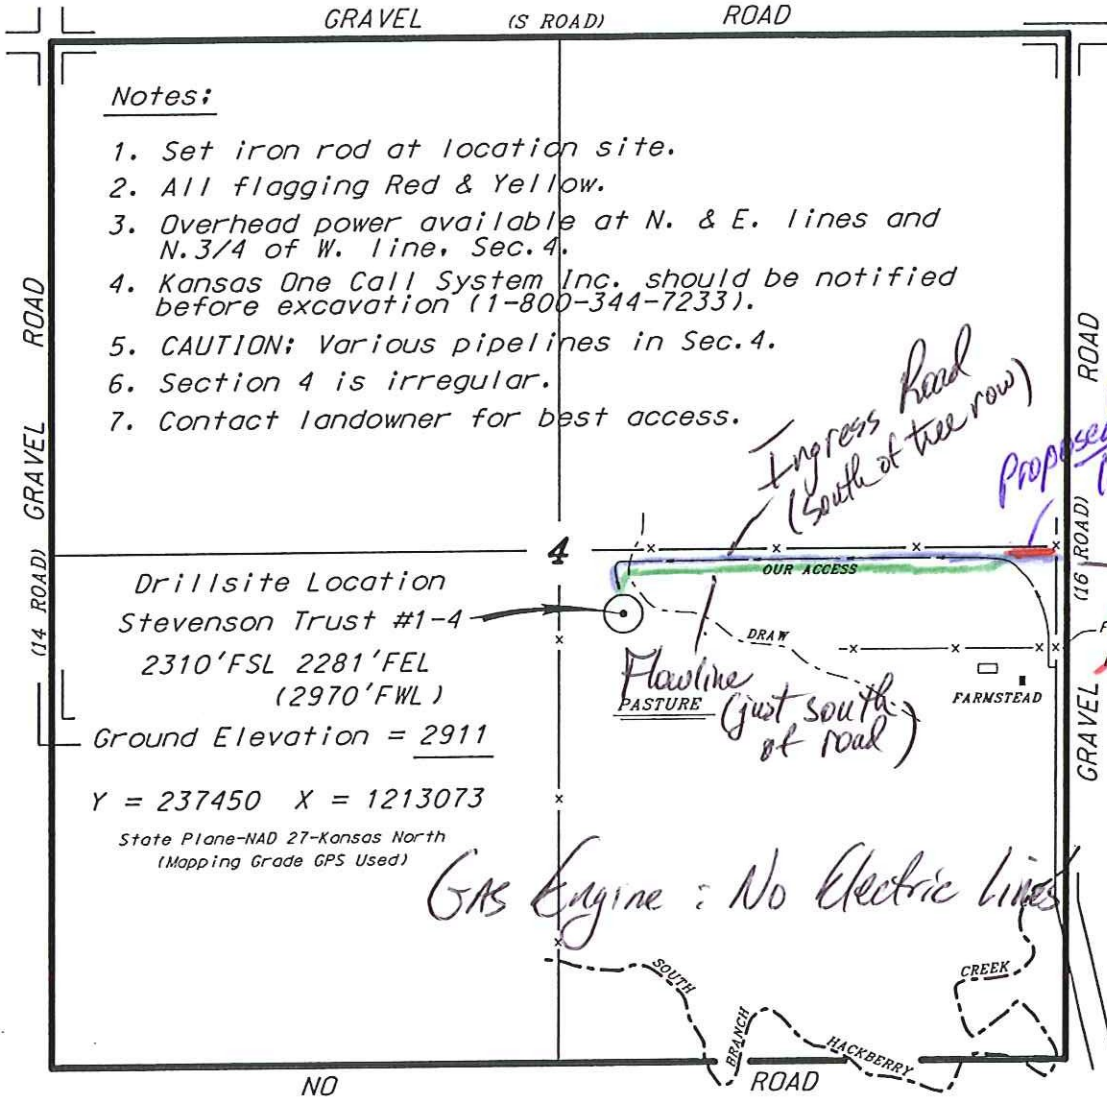 GRAVEL (S ROAD) ROAD
Notes:
1. Set iron rod at location site.
2. All flagging Red & Yellow.
3. Overhead power available at N. & E. lines and
N.3/4 of W. line, Sec.4.
4. Kansas One Call System Inc. should be notified
before excavation (1-800-344-7233).
5. CAUTION: Various pipelines in Sec.4.
6. Section 4 is irregular.
7. Contact landowner for best access.
(14 ROAD) GRAVEL ROAD
Ingress Road
(south of tree row)
Proposed
GRAVEL (16 ROAD) ROAD
4
OUR ACCESS
Drillsite Location
Stevenson Trust #1-4
2310'FSL 2281'FEL
(2970'FWL)
Ground Elevation = 2911
Y = 237450 X = 1213073
State Plane-NAD 27-Kansas North
(Mapping Grade GPS Used)
DRAW
Flowline
(just south
of road)
PASTURE
FARMSTEAD
GAS Engine : No Electric Lines
SOUTH BRANCH HACKBERRY CREEK
NO ROAD